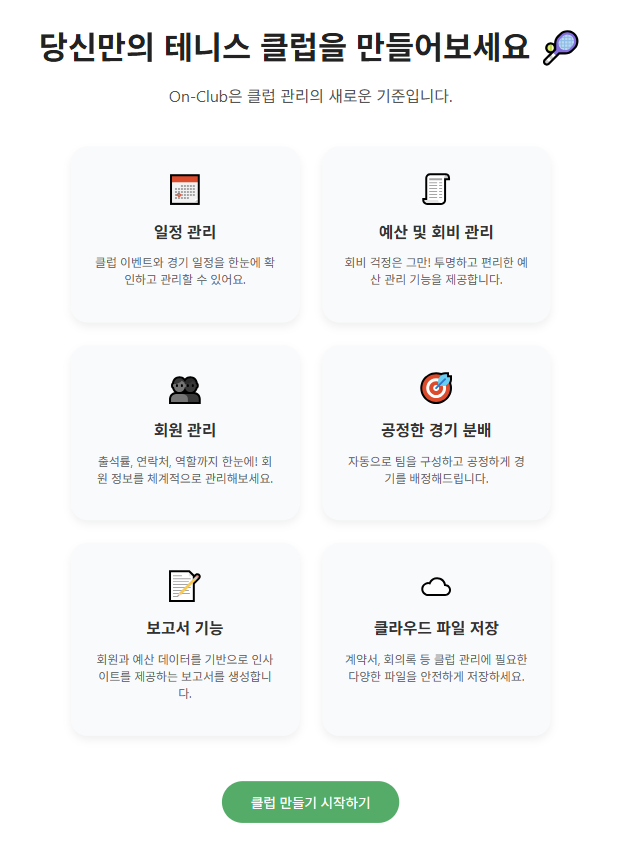 당신만의 테니스 클럽을 만들어보세요 🎾
On-Club은 클럽 관리의 새로운 기준입니다.
일정 관리
클럽 이벤트와 경기 일정을 한눈에 확
인하고 관리할 수 있어요.
예산 및 회비 관리
회비 걱정은 그만! 투명하고 편리한 예
산 관리 기능을 제공합니다.
회원 관리
출석률, 연락처, 역할까지 한눈에! 회
원 정보를 체계적으로 관리해보세요.
공정한 경기 분배
자동으로 팀을 구성하고 공정하게 경
기를 배정해드립니다.
보고서 기능
회원과 예산 데이터를 기반으로 인사
이트를 제공하는 보고서를 생성합니
다.
클라우드 파일 저장
계약서, 회의록 등 클럽 관리에 필요한
다양한 파일을 안전하게 저장하세요.
클럽 만들기 시작하기